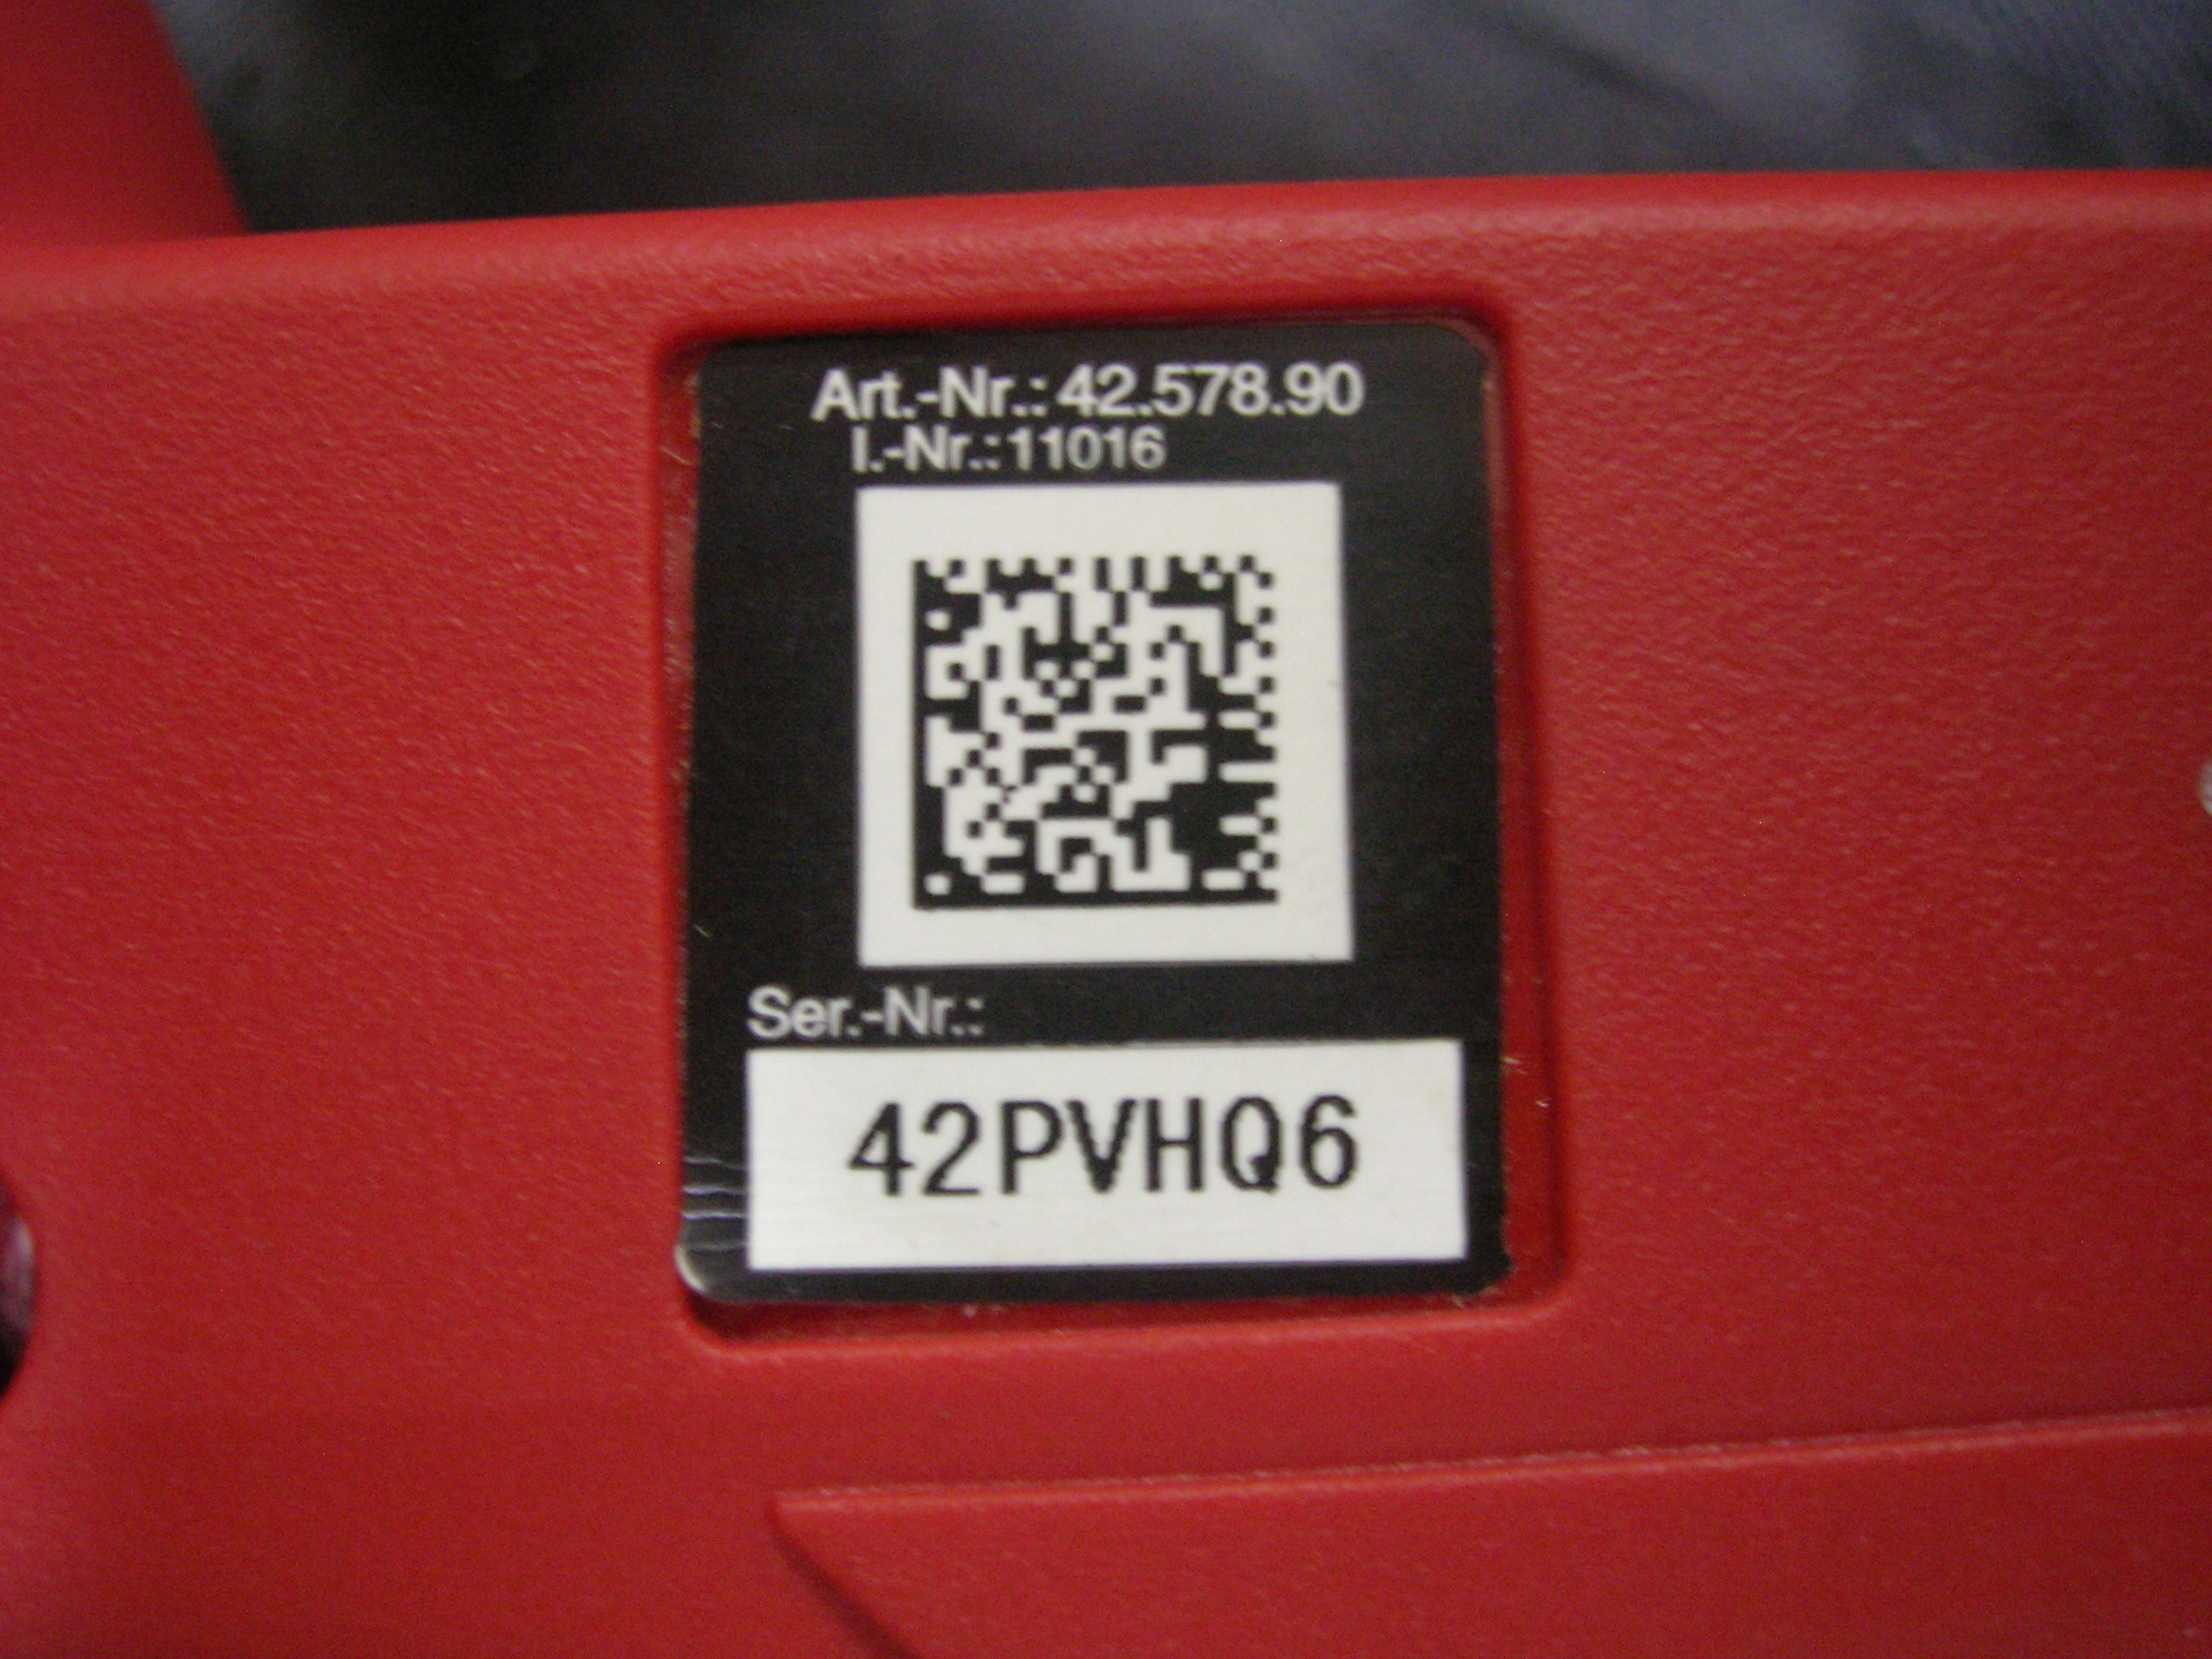 Art.-Nr.: 42.578.90
I.-Nr.: 11016
Ser.-Nr.:
42PVHQ6